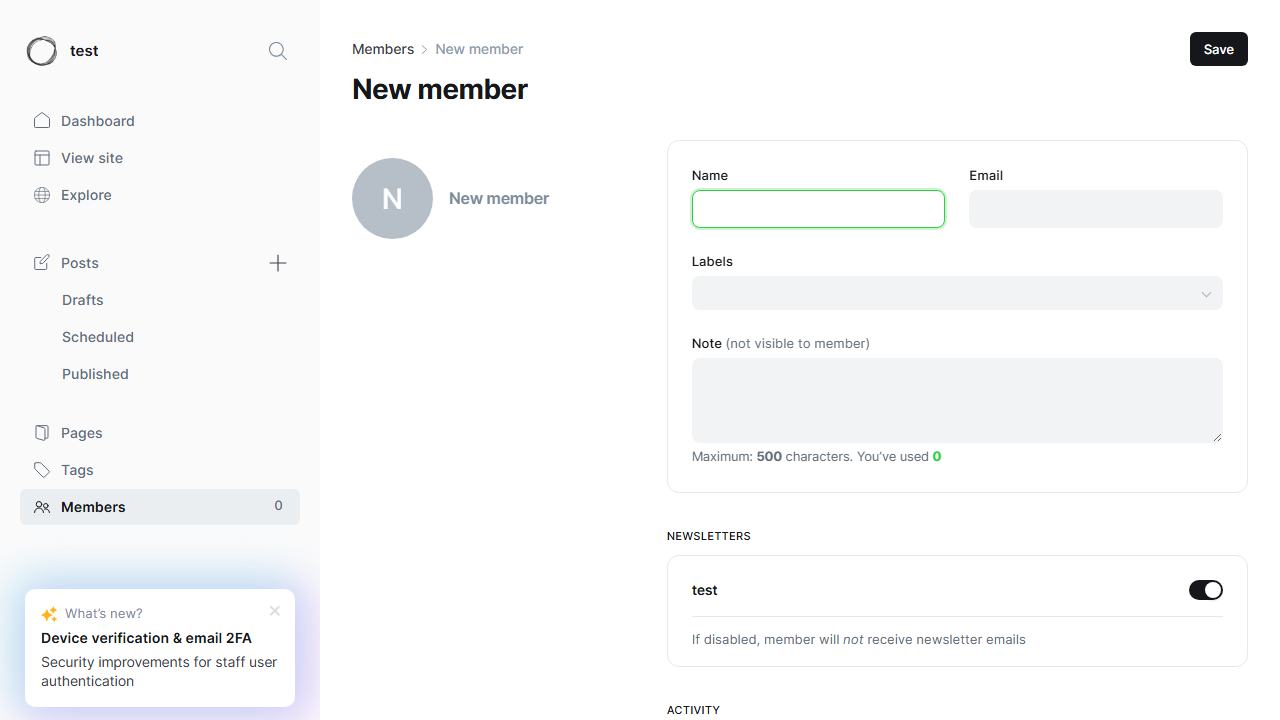 test
Dashboard
View site
Explore
Posts
Drafts
Scheduled
Published
Pages
Tags
Members 0
What's new?
Device verification & email 2FA
Security improvements for staff user
authentication
Members New member
Save
New member
N New member
Name Email
Labels
Note (not visible to member)
Maximum: 500 characters. You've used 0
NEWSLETTERS
test
If disabled, member will not receive newsletter emails
ACTIVITY